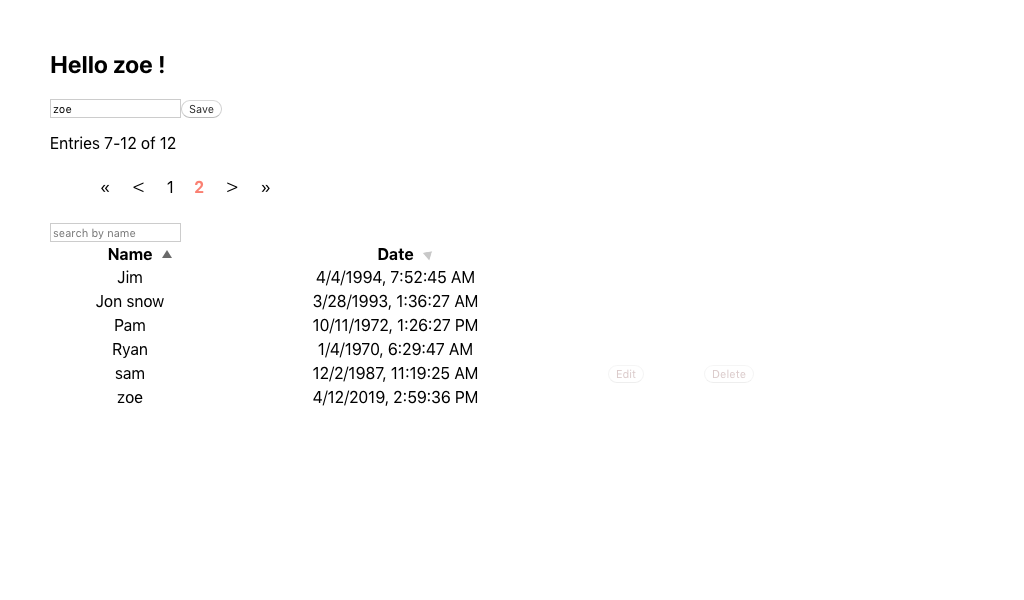 Hello zoe !
zoe Save
Entries 7-12 of 12
« < 1 2 > »
search by name
Name ▲ Date ▼
Jim 4/4/1994, 7:52:45 AM
Jon snow 3/28/1993, 1:36:27 AM
Pam 10/11/1972, 1:26:27 PM
Ryan 1/4/1970, 6:29:47 AM
sam 12/2/1987, 11:19:25 AM Edit Delete
zoe 4/12/2019, 2:59:36 PM